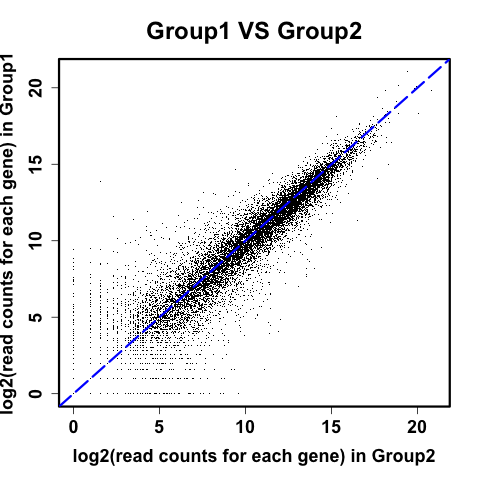 Group1 VS Group2
log2(read counts for each gene) in Group1
20
15
10
5
0
0 5 10 15 20
log2(read counts for each gene) in Group2